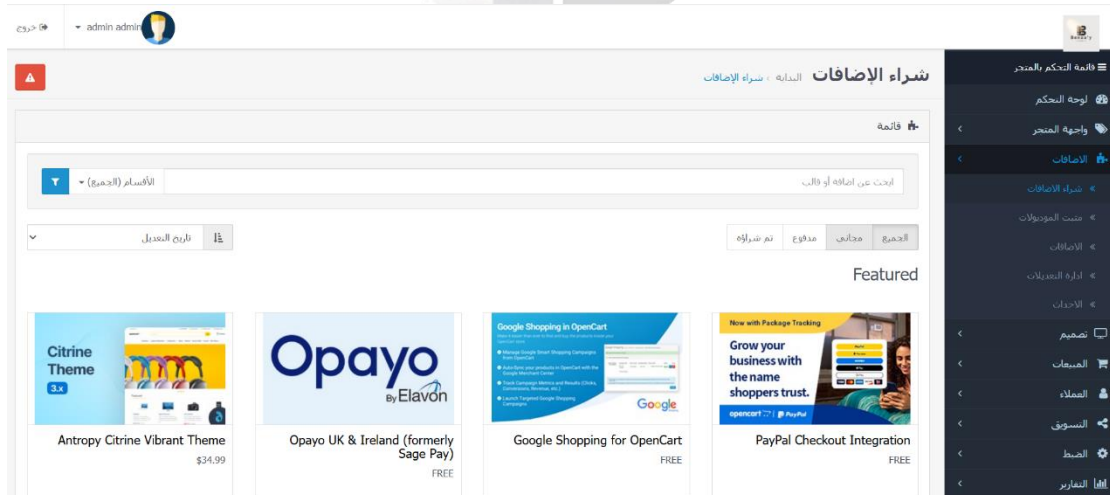 admin admin
خروج
قائمة التحكم بالمتجر
لوحة التحكم
واجهة المتجر
الاضافات
شراء الاضافات
مثبت الموديولات
الاضافات
ادارة التعديلات
الاحداث
تصميم
المبيعات
العملاء
التسويق
الضبط
التقارير
شراء الإضافات
البداية › شراء الإضافات
قائمة
ابحث عن اضافة أو قالب
الأقسام (الجميع)
الجميع مجاني مدفوع تم شراؤه
تاريخ التعديل
Featured
Now with Package Tracking
Grow your
business with
the name
shoppers trust.
opencart PayPal
PayPal Checkout Integration
FREE
Google Shopping in OpenCart
Google
Google Shopping for OpenCart
FREE
Opayo
By Elavon
Opayo UK & Ireland (formerly
Sage Pay)
FREE
Citrine
Theme
3.x
Antropy Citrine Vibrant Theme
$34.99